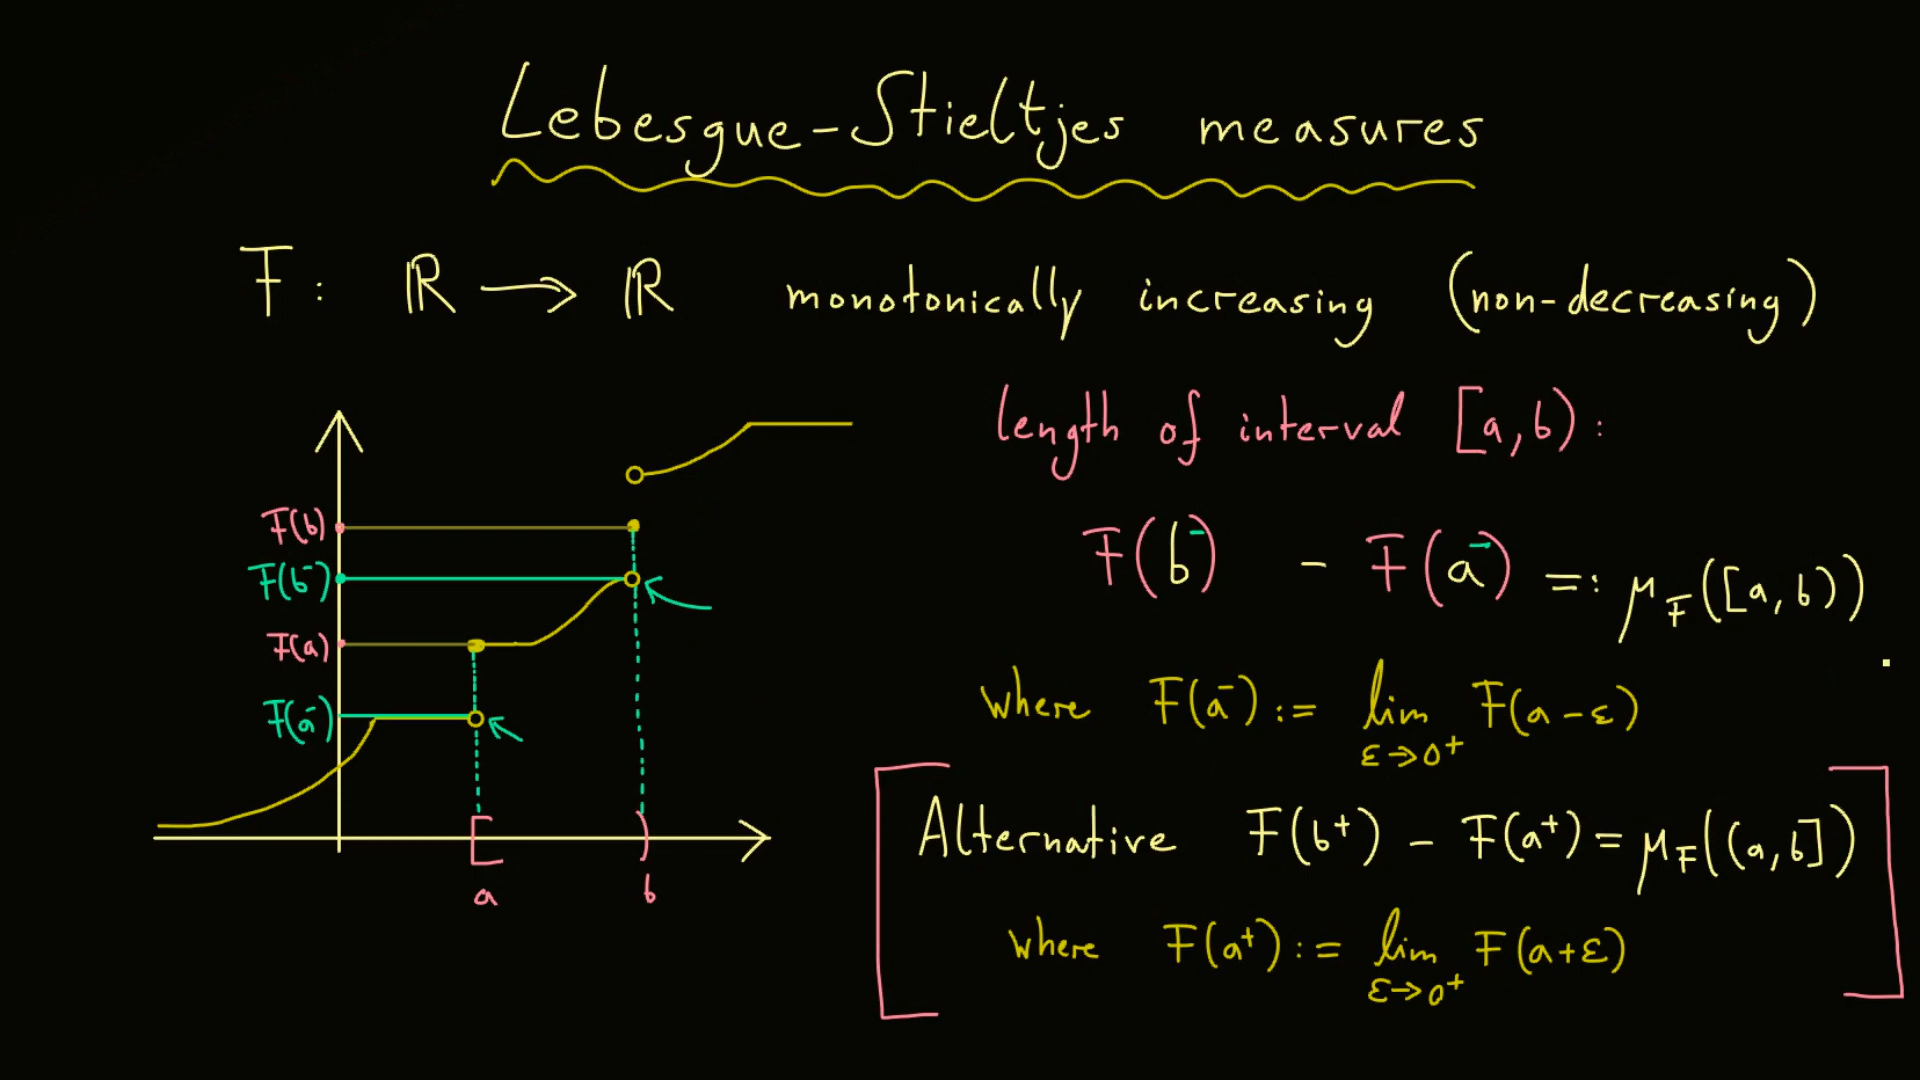 Lebesgue-Stieltjes measures
F: ℝ → ℝ monotonically increasing (non-decreasing)
length of interval [a,b):
F(b⁻) - F(a⁻) =: μ_F([a,b))
where F(a⁻) := lim_{ε→0⁺} F(a-ε)
[Alternative F(b⁺) - F(a⁺) = μ_F((a,b])
where F(a⁺) := lim_{ε→0⁺} F(a+ε)]
F(b)
F(b⁻)
F(a)
F(a⁻)
[ )
a b